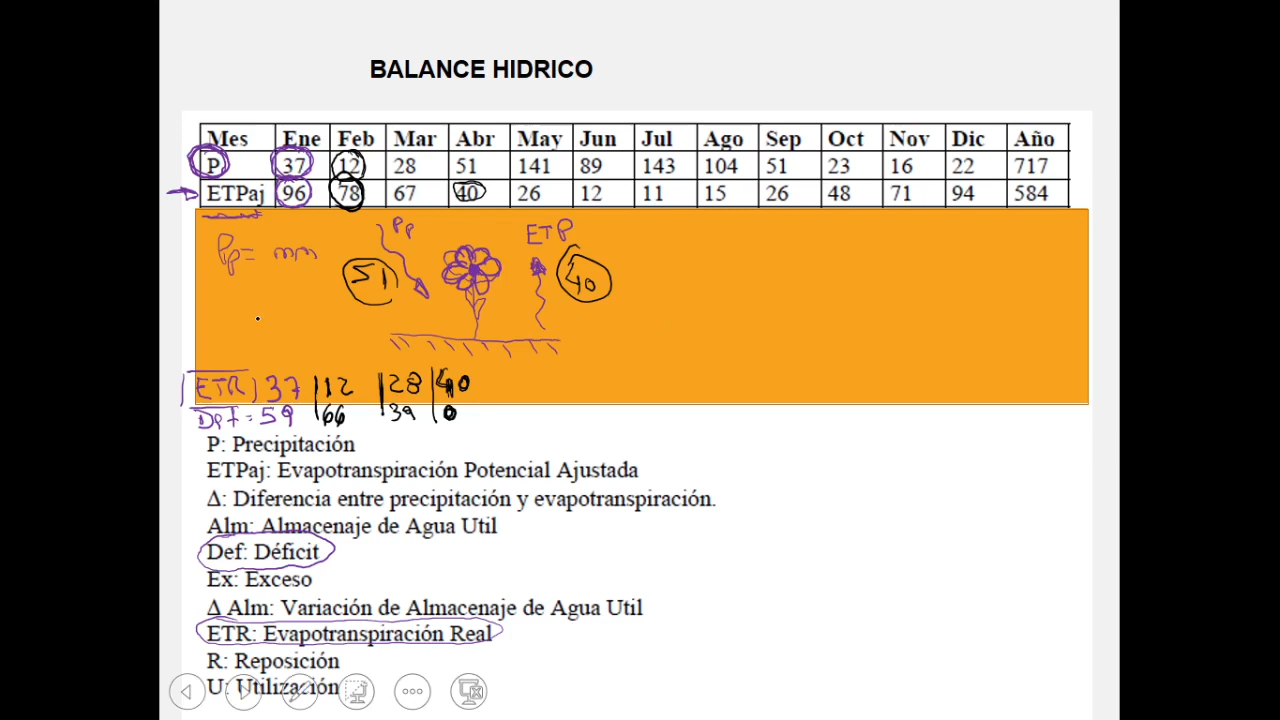 BALANCE HIDRICO
Mes Ene Feb Mar Abr May Jun Jul Ago Sep Oct Nov Dic Año
P 37 12 28 51 141 89 143 104 51 23 16 22 717
ETPaj 96 78 67 40 26 12 11 15 26 48 71 94 584
Pp ETP
Pp= mm
51 40
ETR 37 12 28 40
Def = 59 66 39 0
P: Precipitación
ETPaj: Evapotranspiración Potencial Ajustada
Δ: Diferencia entre precipitación y evapotranspiración.
Alm: Almacenaje de Agua Util
Def: Déficit
Ex: Exceso
Δ Alm: Variación de Almacenaje de Agua Util
ETR: Evapotranspiración Real
R: Reposición
U: Utilización